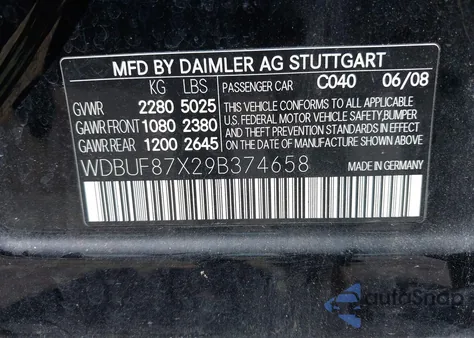 MFD BY DAIMLER AG STUTTGART
KG LBS PASSENGER CAR C040 06/08
GVWR 2280 5025 THIS VEHICLE CONFORMS TO ALL APPLICABLE
GAWR FRONT 1080 2380 U.S. FEDERAL MOTOR VEHICLE SAFETY, BUMPER,
GAWR REAR 1200 2645 AND THEFT PREVENTION STANDARDS IN EFFECT ON THE DATE OF MANUFACTURE SHOWN ABOVE.
WDBUF87X29B374658 MADE IN GERMANY
AutoSnap